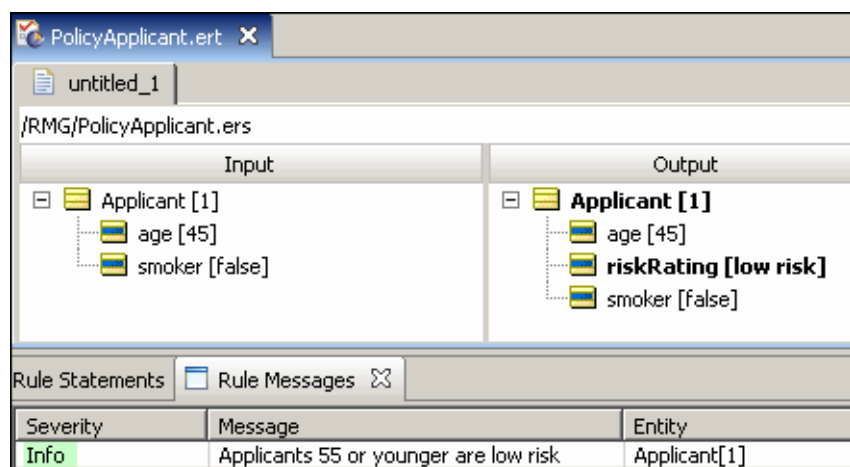 PolicyApplicant.ert
untitled_1
/RMG/PolicyApplicant.ers
Input Output
Applicant [1] Applicant [1]
age [45] age [45]
smoker [false] riskRating [low risk]
smoker [false]
Rule Statements Rule Messages
Severity Message Entity
Info Applicants 55 or younger are low risk Applicant[1]